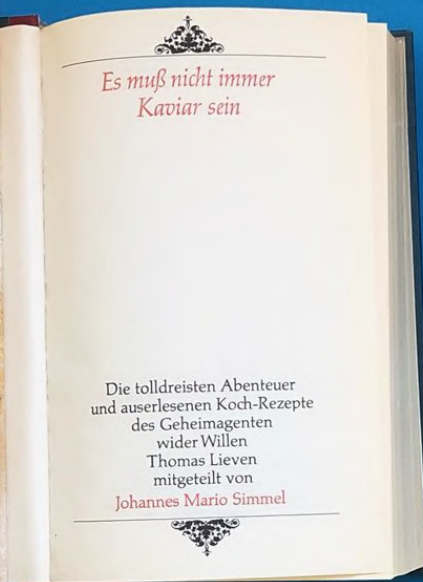 Es muß nicht immer
Kaviar sein
Die tolldreisten Abenteuer
und auserlesenen Koch-Rezepte
des Geheimagenten
wider Willen
Thomas Lieven
mitgeteilt von
Johannes Mario Simmel